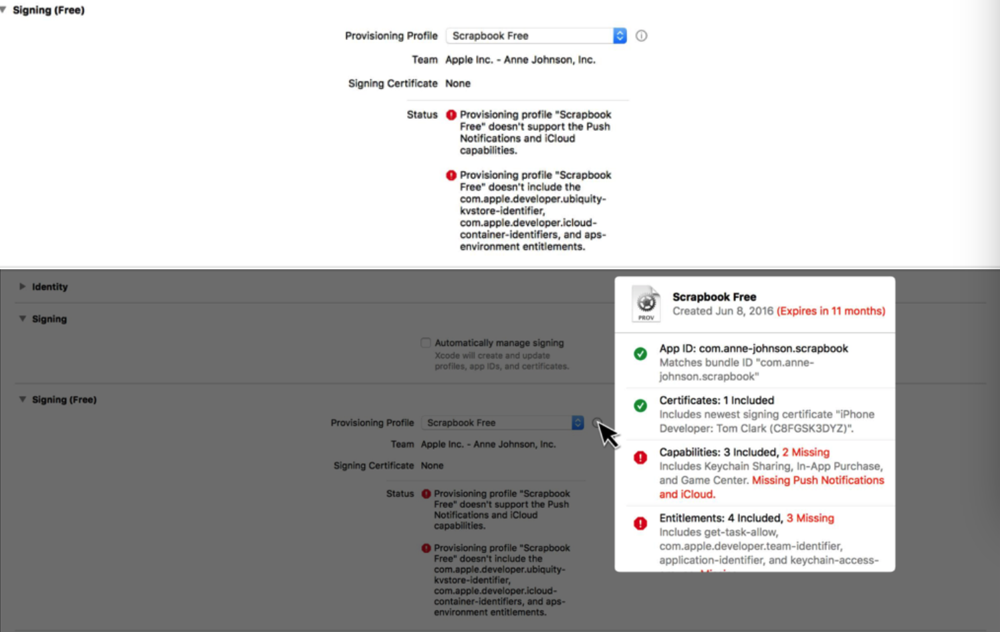 Signing (Free)
Provisioning Profile Scrapbook Free
Team Apple Inc. - Anne Johnson, Inc.
Signing Certificate None
Status Provisioning profile "Scrapbook
Free" doesn't support the Push
Notifications and iCloud
capabilities.
Provisioning profile "Scrapbook
Free" doesn't include the
com.apple.developer.ubiquity-
kvstore-identifier,
com.apple.developer.icloud-
container-identifiers, and aps-
environment entitlements.
Identity
Signing
Automatically manage signing
Xcode will create and update
profiles, app IDs, and certificates.
Signing (Free)
Provisioning Profile Scrapbook Free
Team Apple Inc. - Anne Johnson, Inc.
Signing Certificate None
Status Provisioning profile "Scrapbook
Free" doesn't support the Push
Notifications and iCloud
capabilities.
Provisioning profile "Scrapbook
Free" doesn't include the
com.apple.developer.ubiquity-
kvstore-identifier,
com.apple.developer.icloud-
container-identifiers, and aps-
environment entitlements.
PROV
Scrapbook Free
Created Jun 8, 2016 (Expires in 11 months)
App ID: com.anne-johnson.scrapbook
Matches bundle ID "com.anne-
johnson.scrapbook"
Certificates: 1 Included
Includes newest signing certificate "iPhone
Developer: Tom Clark (C8FGSK3DYZ)".
Capabilities: 3 Included, 2 Missing
Includes Keychain Sharing, In-App Purchase,
and Game Center. Missing Push Notifications
and iCloud.
Entitlements: 4 Included, 3 Missing
Includes get-task-allow,
com.apple.developer.team-identifier,
application-identifier, and keychain-access-